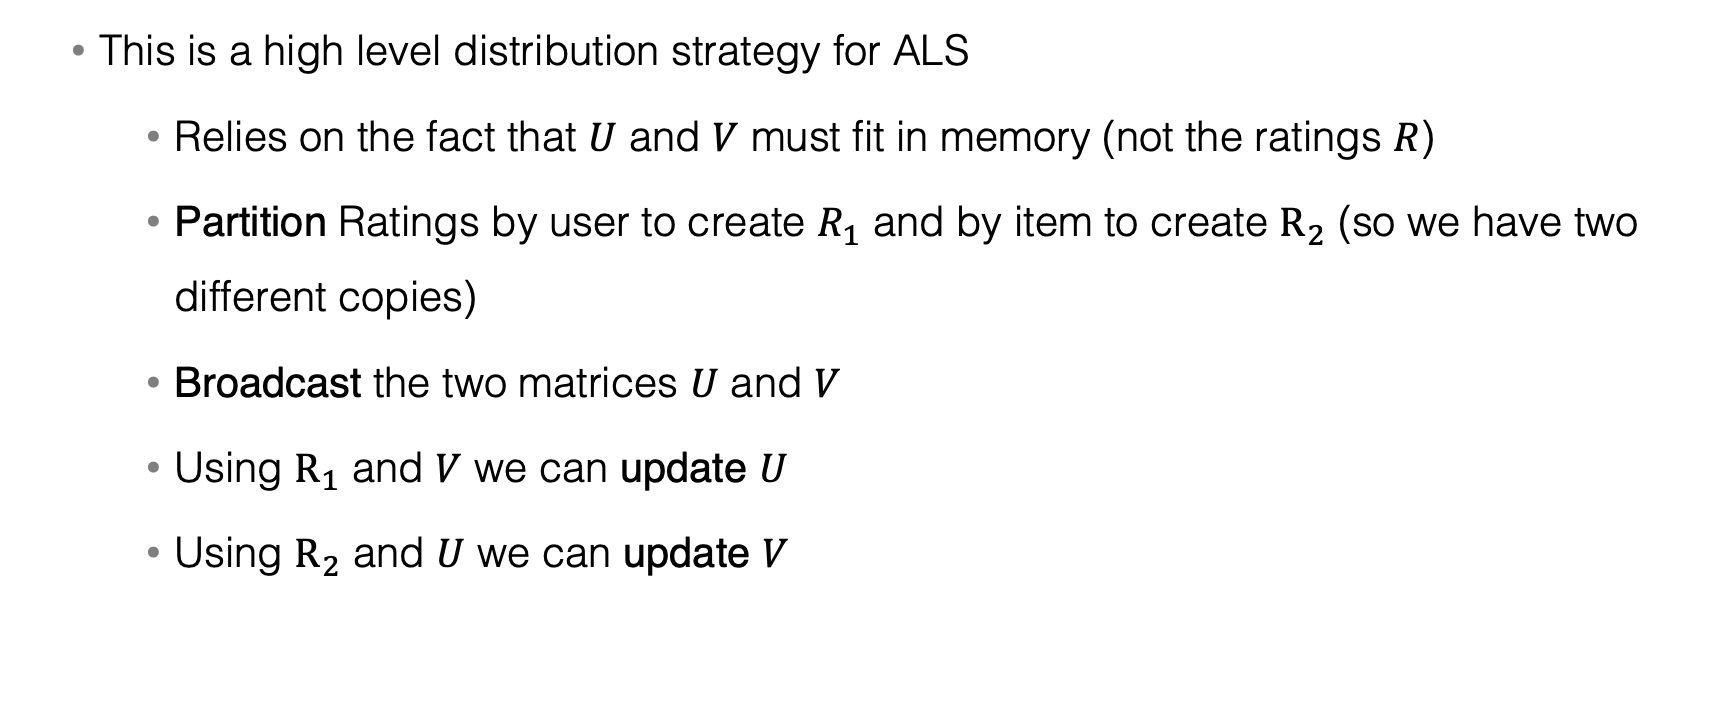 • This is a high level distribution strategy for ALS
• Relies on the fact that U and V must fit in memory (not the ratings R)
• Partition Ratings by user to create R₁ and by item to create R₂ (so we have two
different copies)
• Broadcast the two matrices U and V
• Using R₁ and V we can update U
• Using R₂ and U we can update V